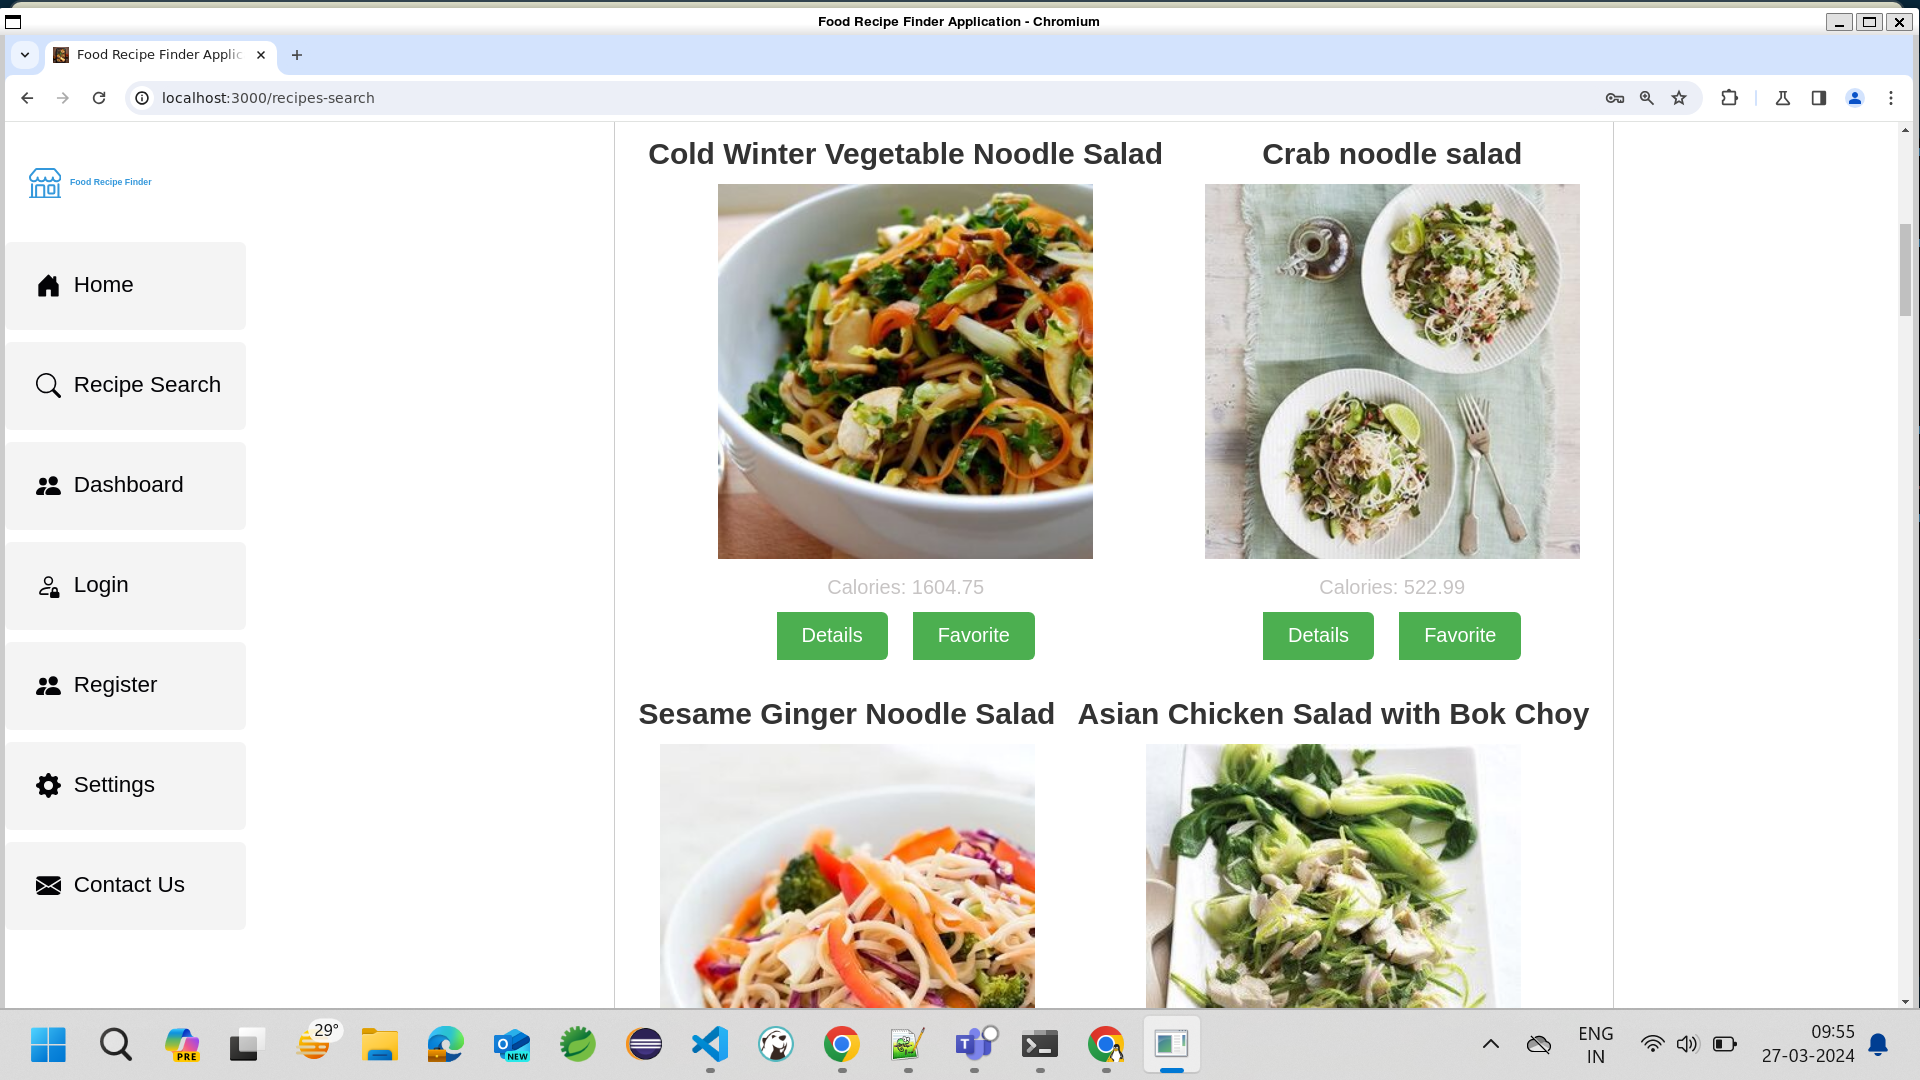 Food Recipe Finder Application - Chromium
Food Recipe Finder Applic
localhost:3000/recipes-search
Food Recipe Finder
Home
Recipe Search
Dashboard
Login
Register
Settings
Contact Us
Cold Winter Vegetable Noodle Salad
Crab noodle salad
Calories: 1604.75
Calories: 522.99
Details Favorite
Details Favorite
Sesame Ginger Noodle Salad
Asian Chicken Salad with Bok Choy
PRE
29°
NEW
ENG
IN
09:55
27-03-2024